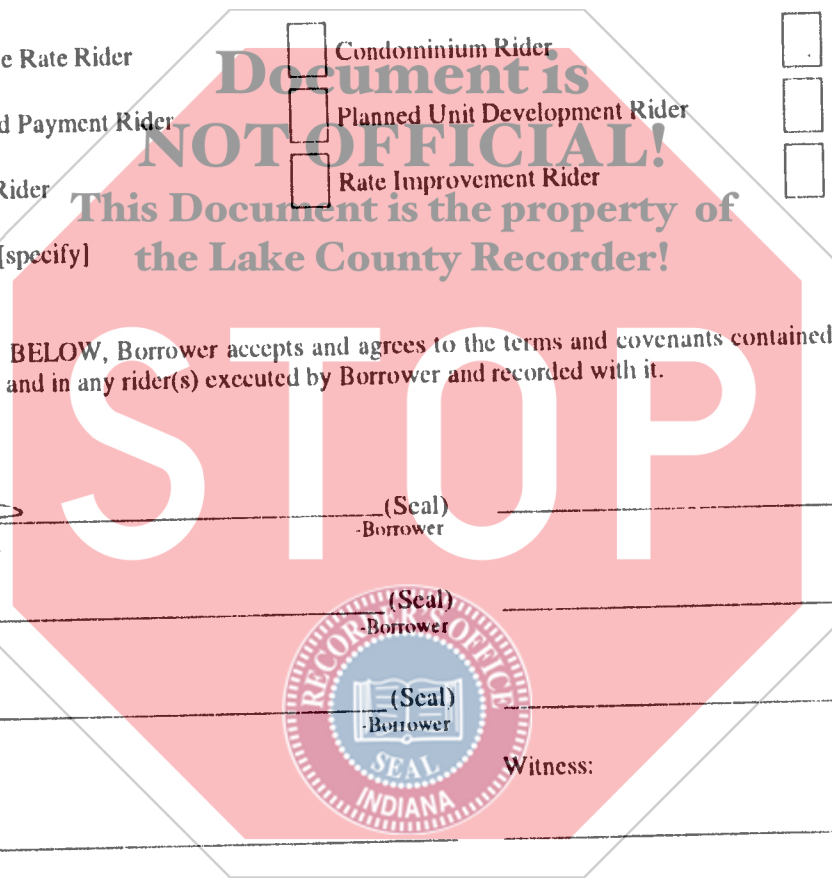 e Rate Rider Condominium Rider
Document is
d Payment Rider Planned Unit Development Rider
NOT OFFICIAL!
Rider Rate Improvement Rider
This Document is the property of
[specify]
the Lake County Recorder!
BELOW, Borrower accepts and agrees to the terms and covenants contained
and in any rider(s) executed by Borrower and recorded with it.
STOP
(Seal)
-Borrower
(Seal)
-Borrower
RECORDER'S OFFICE
(Seal)
-Borrower
SEAL
INDIANA
Witness: